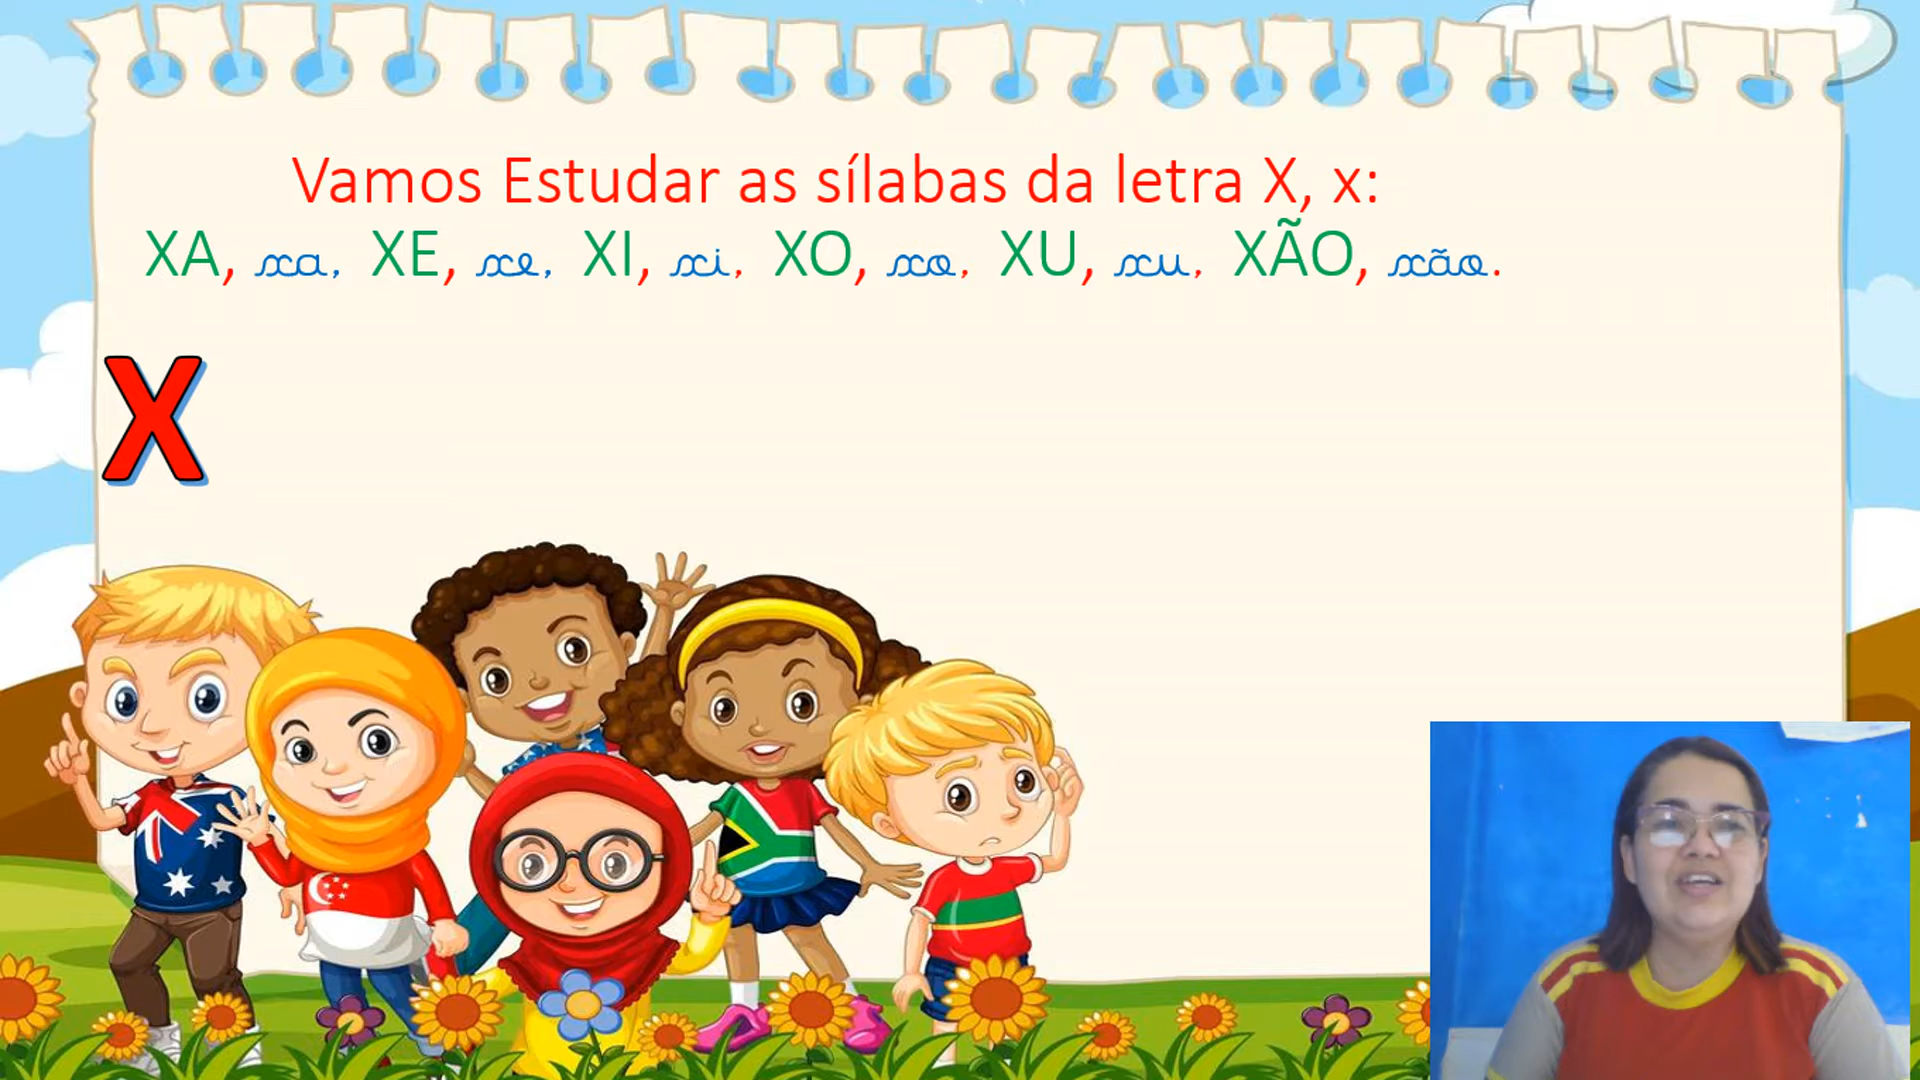 Vamos Estudar as sílabas da letra X, x:
XA, xa, XE, xe, XI, xi, XO, xo, XU, xu, XÃO, xão.
X